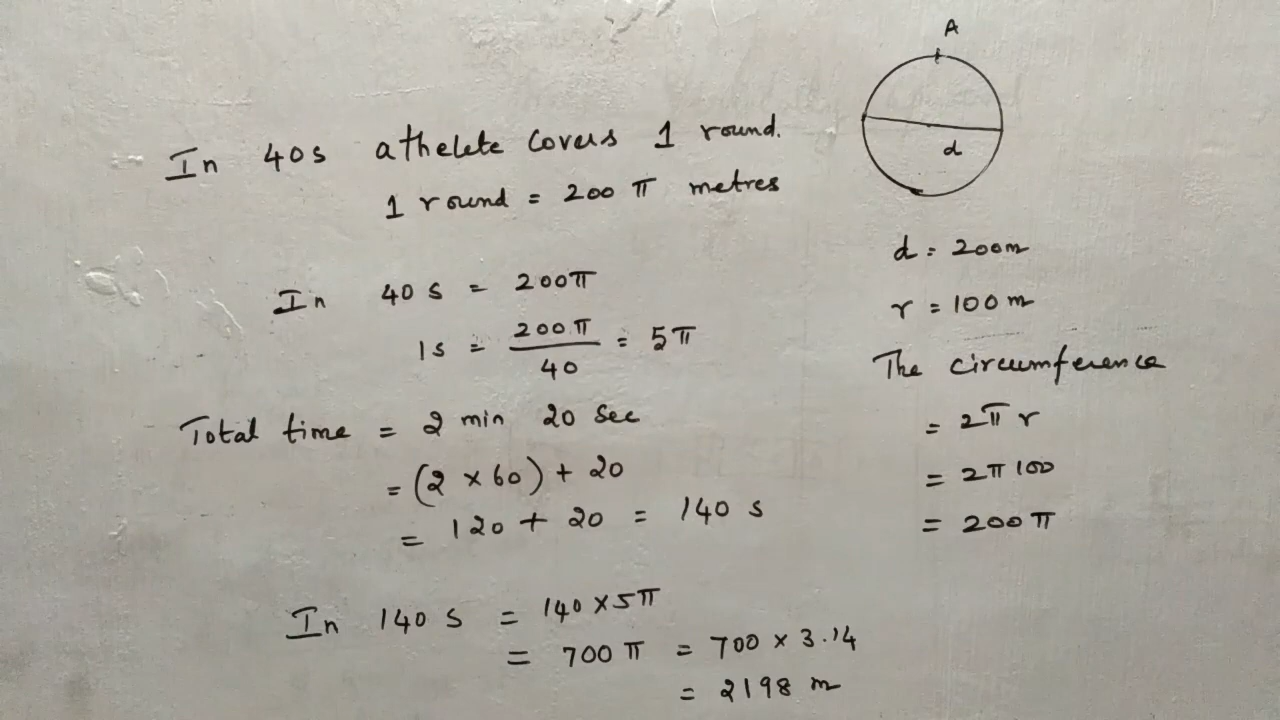 In 40s athelete covers 1 round.
1 round = 200 π metres
In 40 s = 200π
1s = 200π/40 = 5π
Total time = 2 min 20 sec
= (2 x 60) + 20
= 120 + 20 = 140 s
In 140 s = 140 x 5π
= 700 π = 700 x 3.14
= 2198 m
A
d
d = 200m
r = 100 m
The circumference
= 2π r
= 2π 100
= 200 π